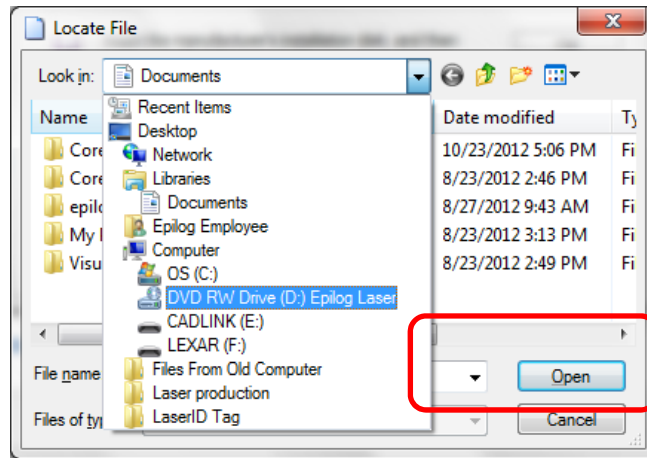 Locate File
Look in: Documents
Name Date modified Ty
Recent Items
Desktop
Network
Libraries
Documents
Epilog Employee
Computer
OS (C:)
DVD RW Drive (D:) Epilog Laser
CADLINK (E:)
LEXAR (F:)
Files From Old Computer
Laser production
LaserID Tag
Core 10/23/2012 5:06 PM Fi
Core 8/23/2012 2:46 PM Fi
epilo 8/27/2012 9:43 AM Fi
My 8/23/2012 3:13 PM Fi
Visu 8/23/2012 2:49 PM Fi
File name Open
Files of ty Cancel